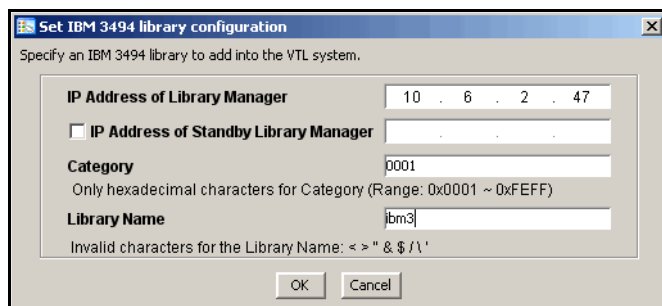 Set IBM 3494 library configuration
Specify an IBM 3494 library to add into the VTL system.
IP Address of Library Manager 10 . 6 . 2 . 47
IP Address of Standby Library Manager . . .
Category 0001
Only hexadecimal characters for Category (Range: 0x0001 ~ 0xFEFF)
Library Name ibm3
Invalid characters for the Library Name: < > " & $ / \ '
OK Cancel